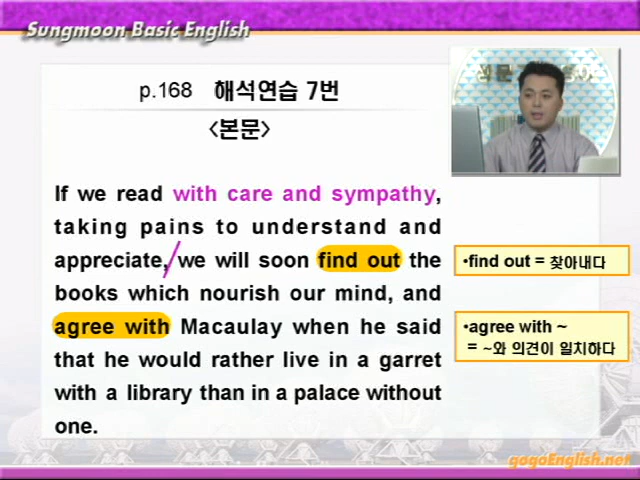 Sungmoon Basic English
p.168 해석연습 7번
<본문>
If we read with care and sympathy,
taking pains to understand and
appreciate, we will soon find out the
books which nourish our mind, and
agree with Macaulay when he said
that he would rather live in a garret
with a library than in a palace without
one.
•find out = 찾아내다
•agree with ~
= ~와 의견이 일치하다
gogoEnglish.net